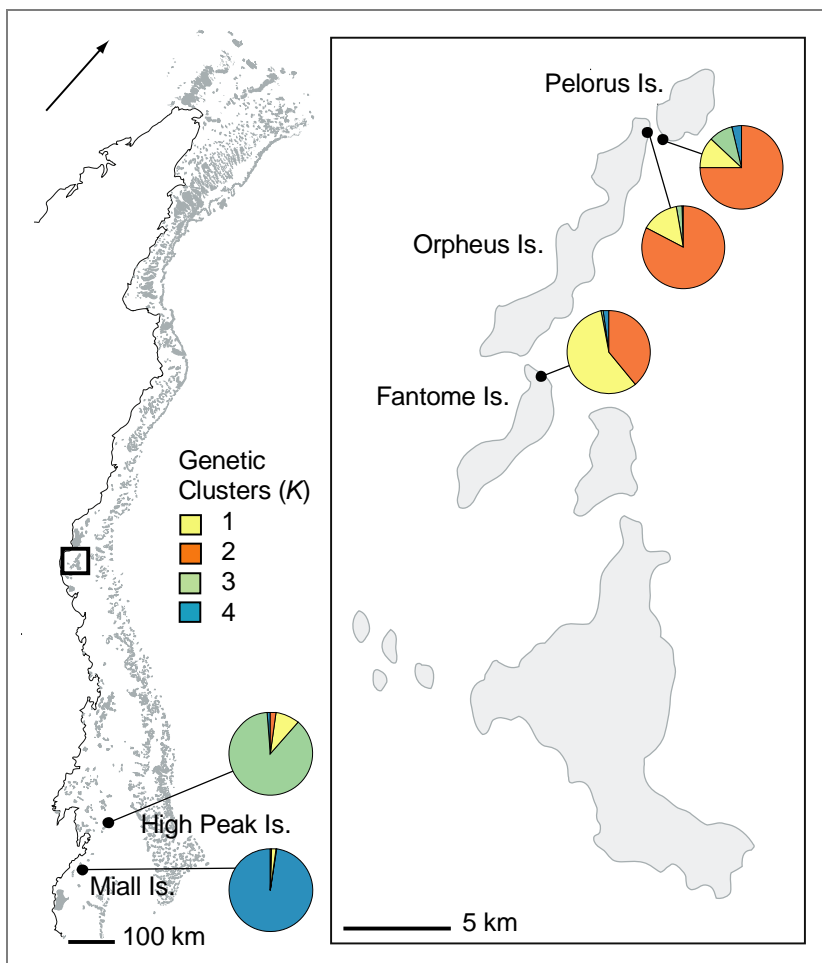 Pelorus Is.
Orpheus Is.
Fantome Is.
Genetic
Clusters (K)
1
2
3
4
High Peak Is.
Miall Is.
100 km
5 km